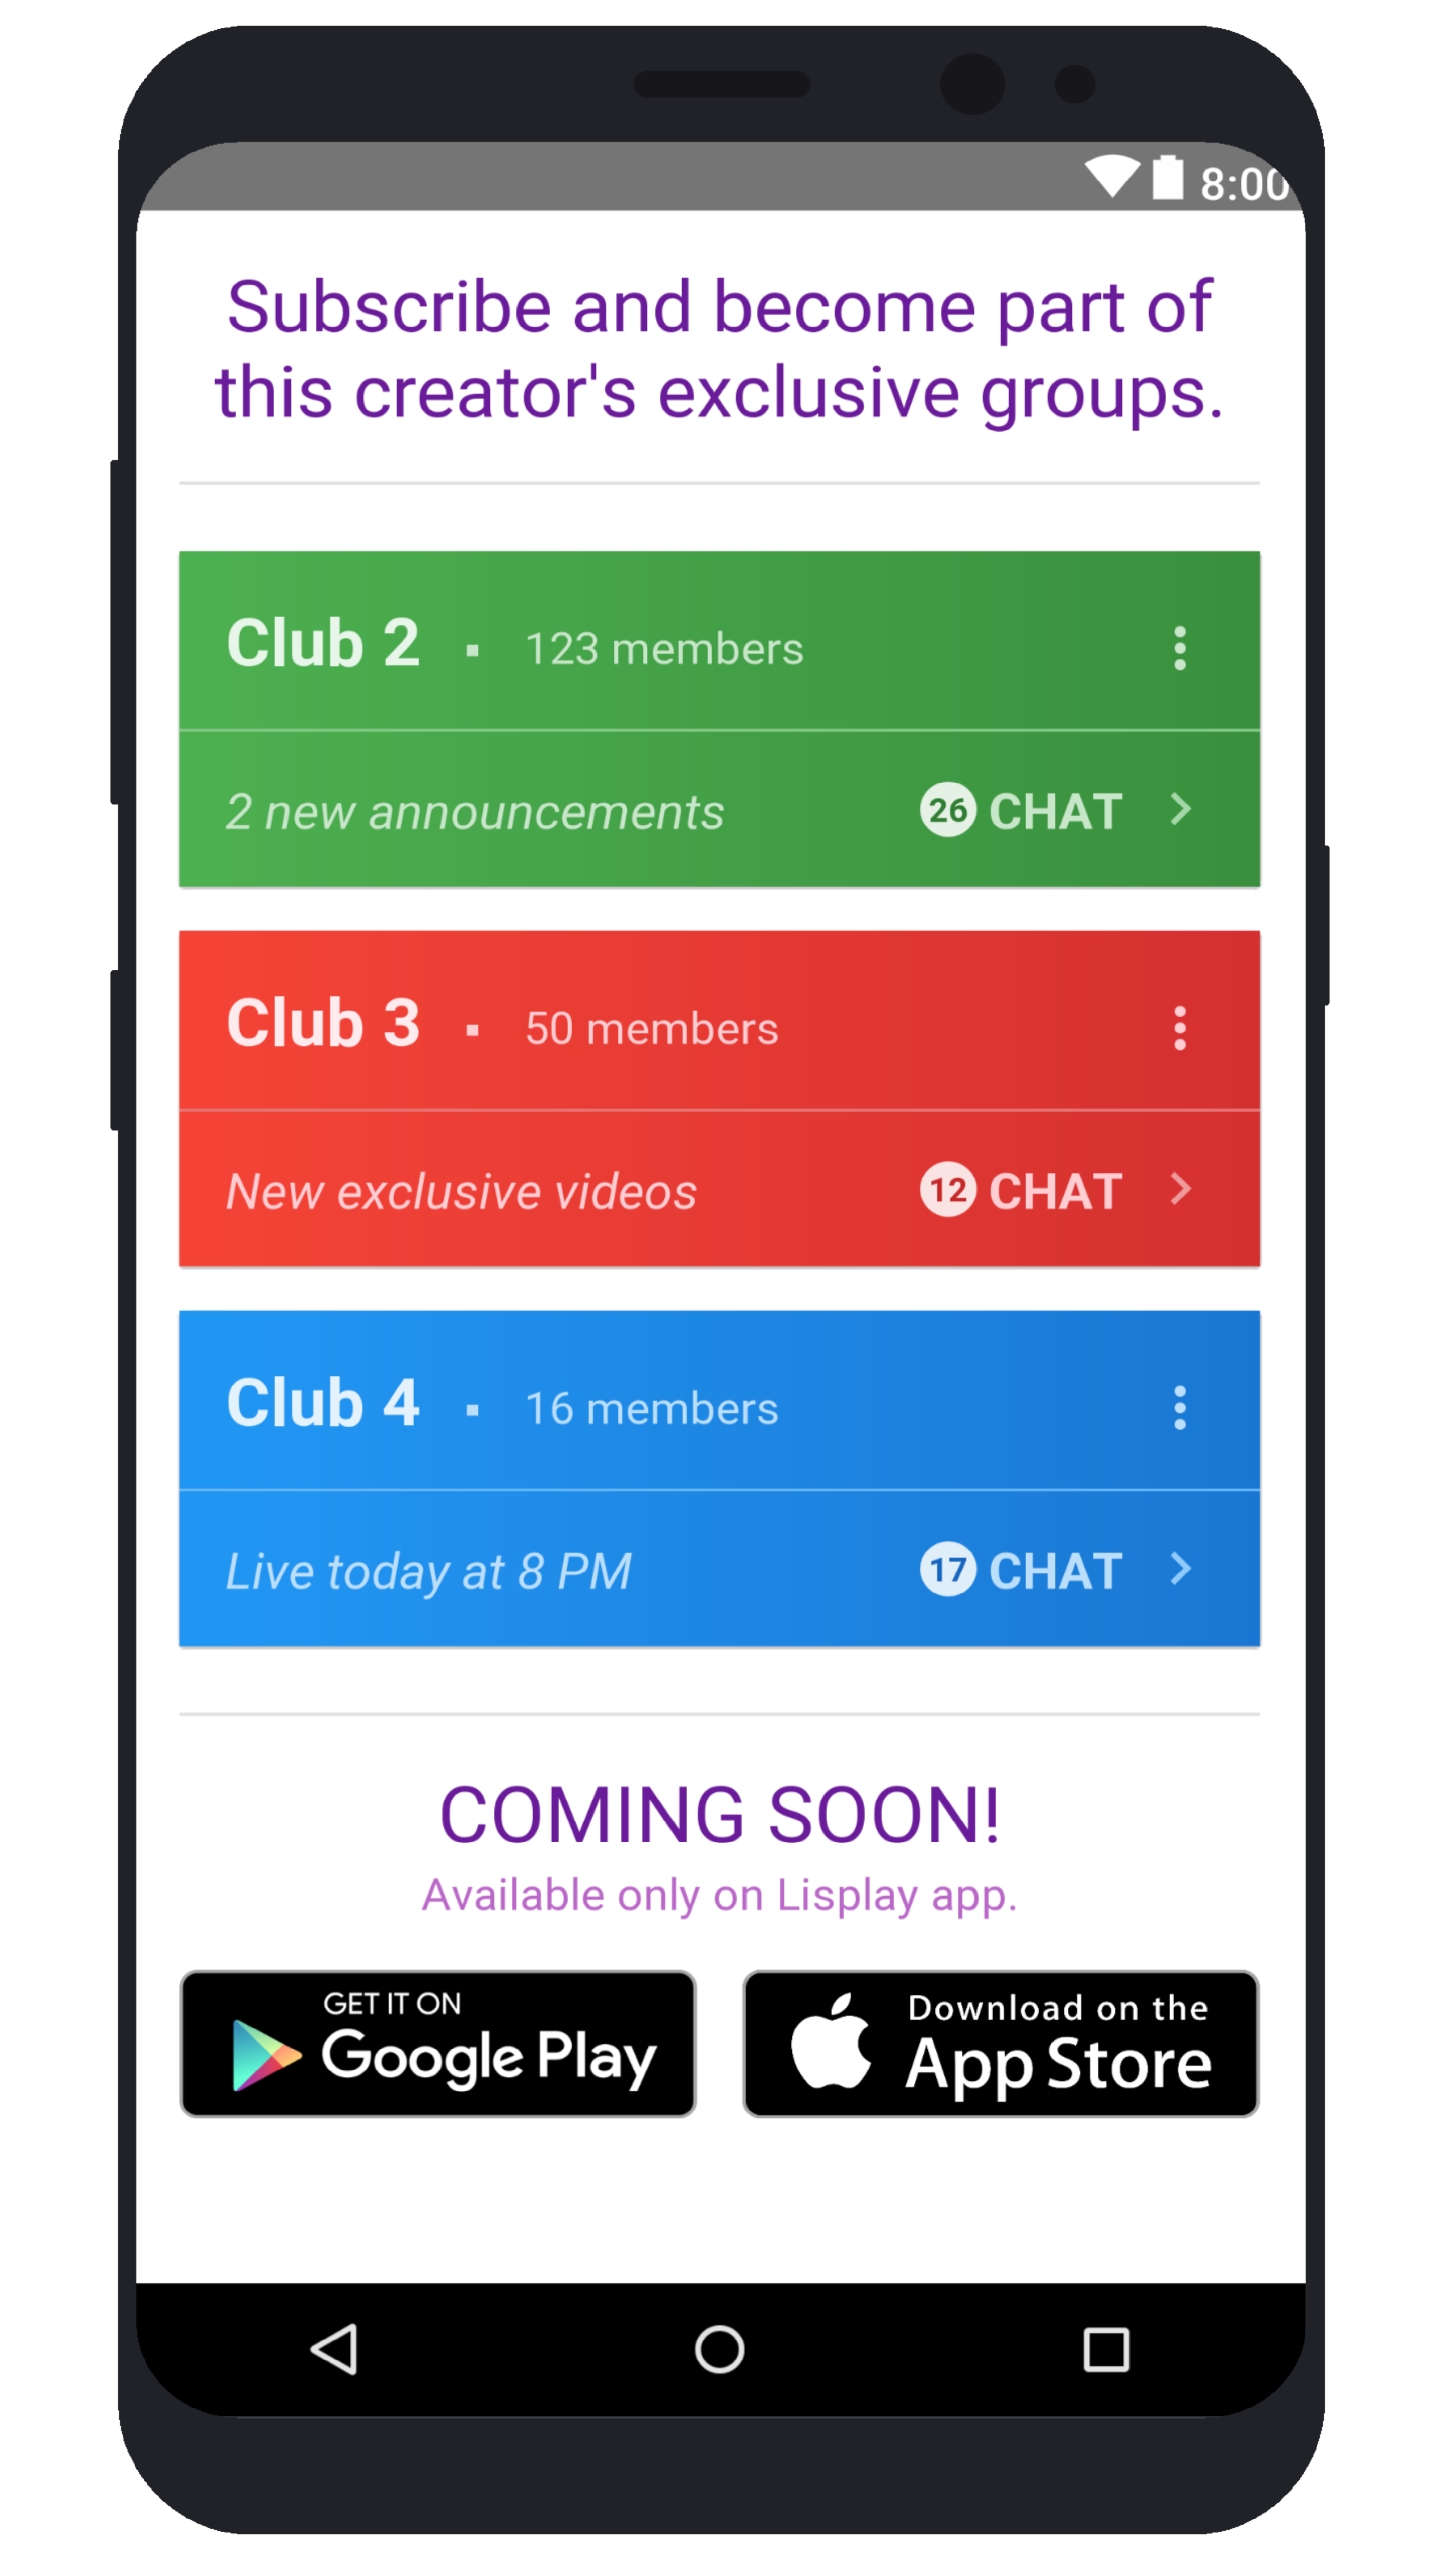 8:00
Subscribe and become part of
this creator's exclusive groups.
Club 2 ▪ 123 members
2 new announcements 26 CHAT
Club 3 ▪ 50 members
New exclusive videos 12 CHAT
Club 4 ▪ 16 members
Live today at 8 PM 17 CHAT
COMING SOON!
Available only on Lisplay app.
GET IT ON
Google Play
Download on the
App Store